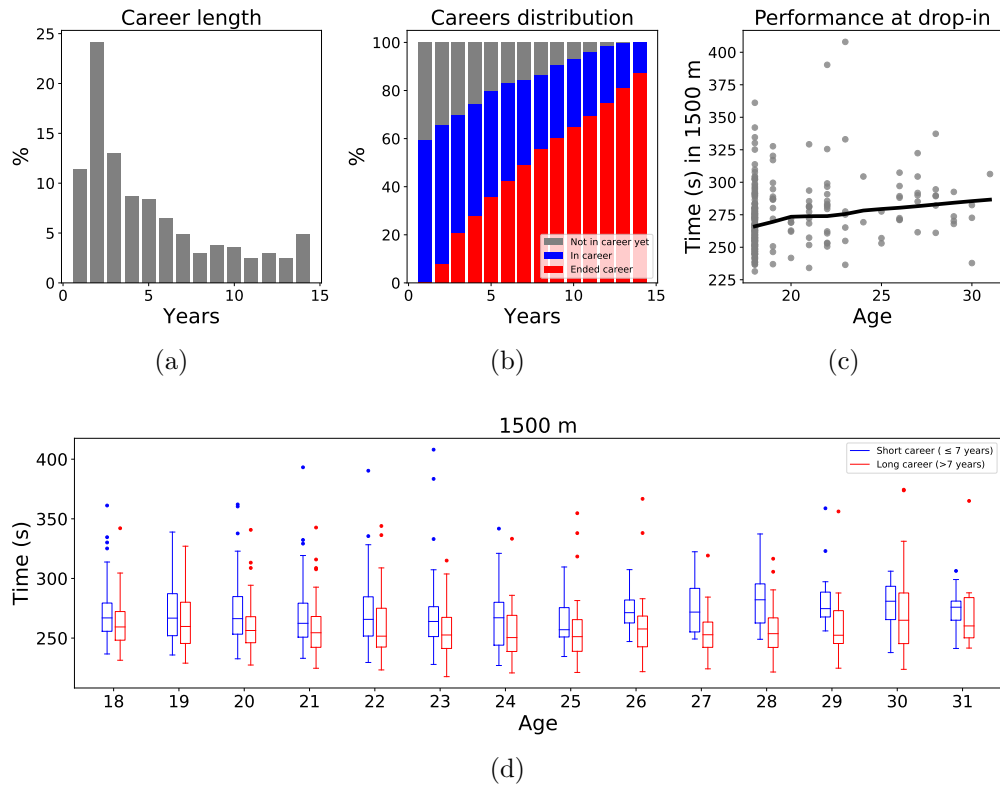 Career length
25
20
15
10
5
0
%
0
5
10
15
Years
(a)
Careers distribution
100
80
60
40
20
0
%
Not in career yet
In career
Ended career
0
5
10
15
Years
(b)
Performance at drop-in
400
375
350
325
300
275
250
225
Time (s) in 1500 m
20
25
30
Age
(c)
1500 m
400
350
300
250
Time (s)
Short career ( ≤ 7 years)
Long career (>7 years)
18 19 20 21 22 23 24 25 26 27 28 29 30 31
Age
(d)